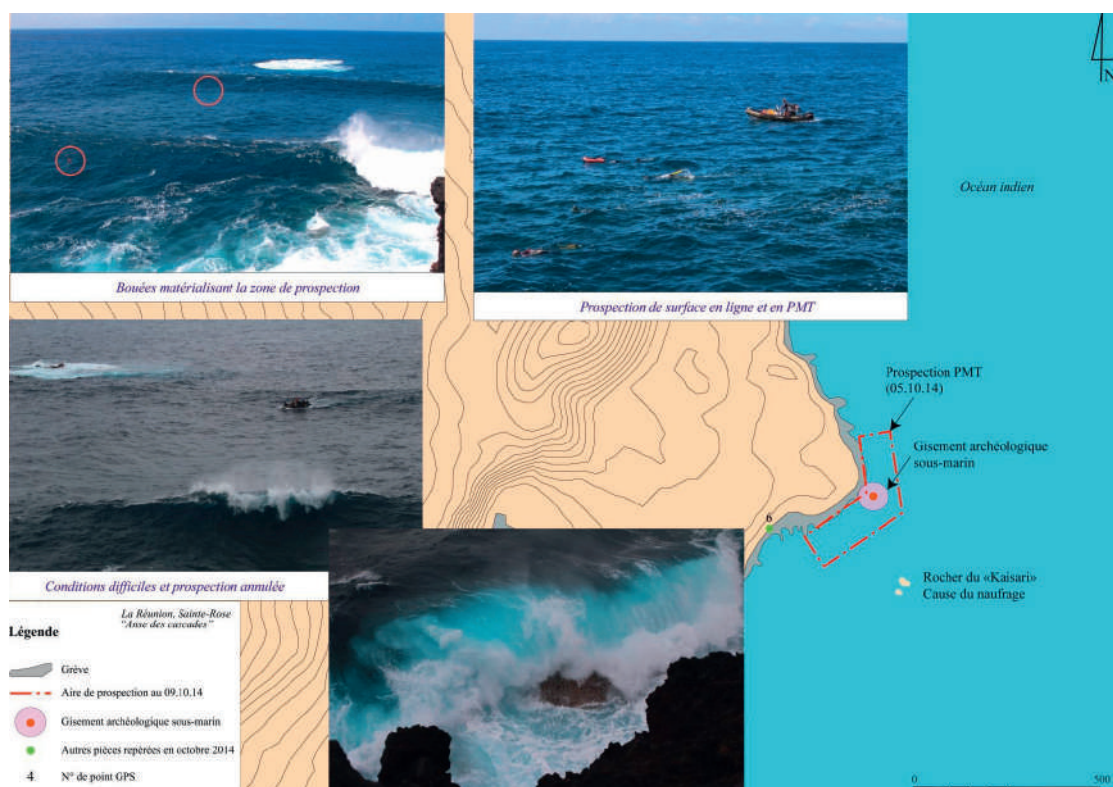 N
Océan indien
Bouées matérialisant la zone de prospection
Prospection de surface en ligne et en PMT
Prospection PMT
(05.10.14)
Gisement archéologique
sous-marin
6
Rocher du «Kaisari»
Cause du naufrage
Conditions difficiles et prospection annulée
La Réunion, Sainte-Rose
"Anse des cascades"
Légende
Grève
Aire de prospection au 09.10.14
Gisement archéologique sous-marin
Autres pièces repérées en octobre 2014
4 N° de point GPS
0 500